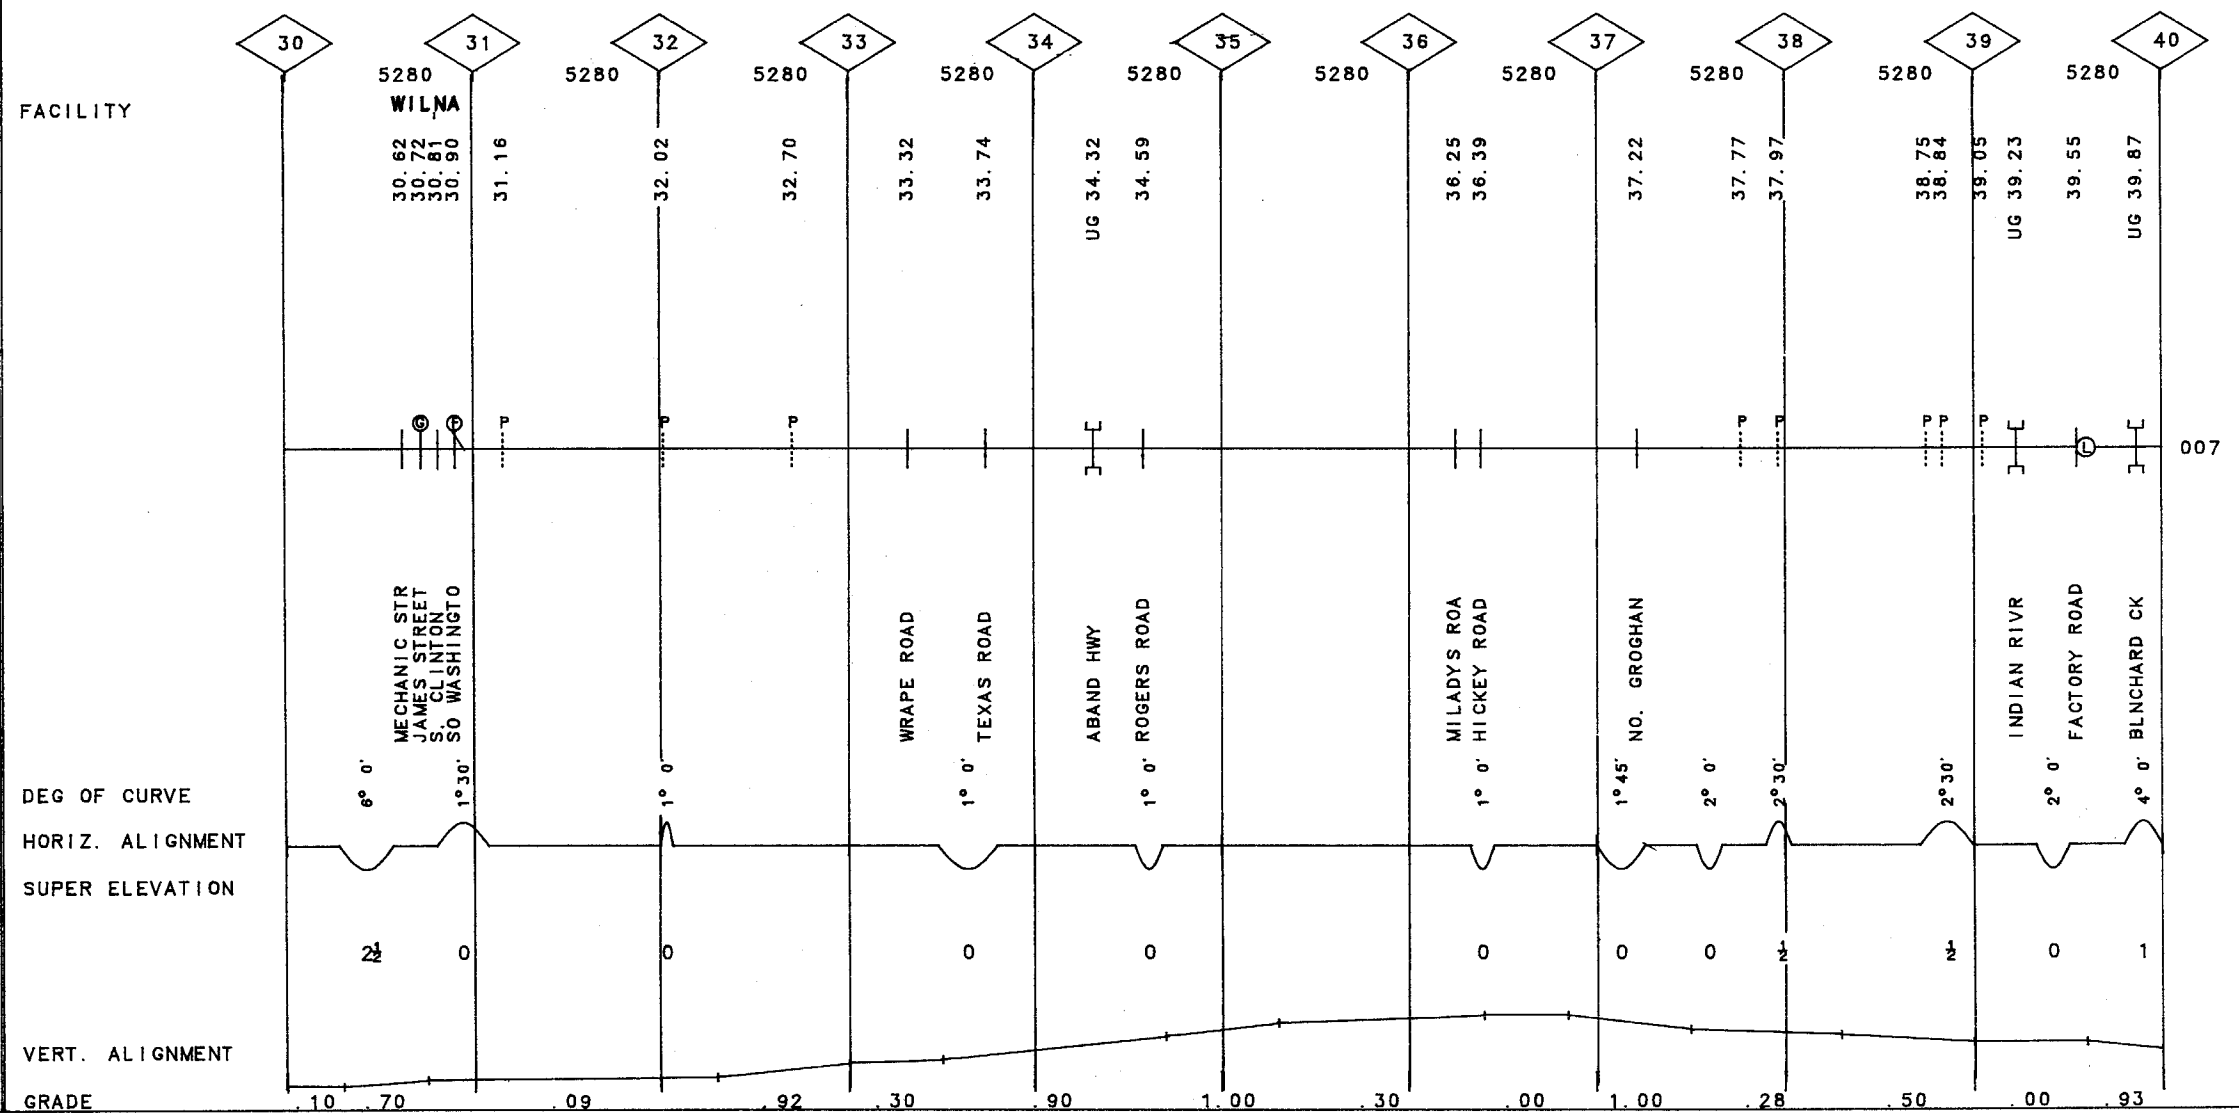 30 31 32 33 34 35 36 37 38 39 40
5280 5280 5280 5280 5280 5280 5280 5280 5280 5280
WILNA
FACILITY
30.62
30.72
30.81
30.90
31.16
32.02
32.70
33.32
33.74
UG 34.32
34.59
36.25
36.39
37.22
37.77
37.97
38.75
38.84
39.05
UG 39.23
39.55
UG 39.87
G F P P P P P P P P L 007
MECHANIC STR
JAMES STREET
S. CLINTON
SO WASHINGTO
WRAPE ROAD
TEXAS ROAD
ABAND HWY
ROGERS ROAD
MILADYS ROA
HICKEY ROAD
NO. GROGHAN
INDIAN RIVR
FACTORY ROAD
BLNCHARD CK
DEG OF CURVE 6° 0' 1°30' 1° 0' 1° 0' 1° 0' 1° 0' 1°45' 2° 0' 2°30' 2°30' 2° 0' 4° 0'
HORIZ. ALIGNMENT
SUPER ELEVATION
2½ 0 0 0 0 0 0 0 ½ ½ 0 1
VERT. ALIGNMENT
GRADE .10 .70 .09 .92 .30 .90 1.00 .30 .00 1.00 .28 .50 .00 .93